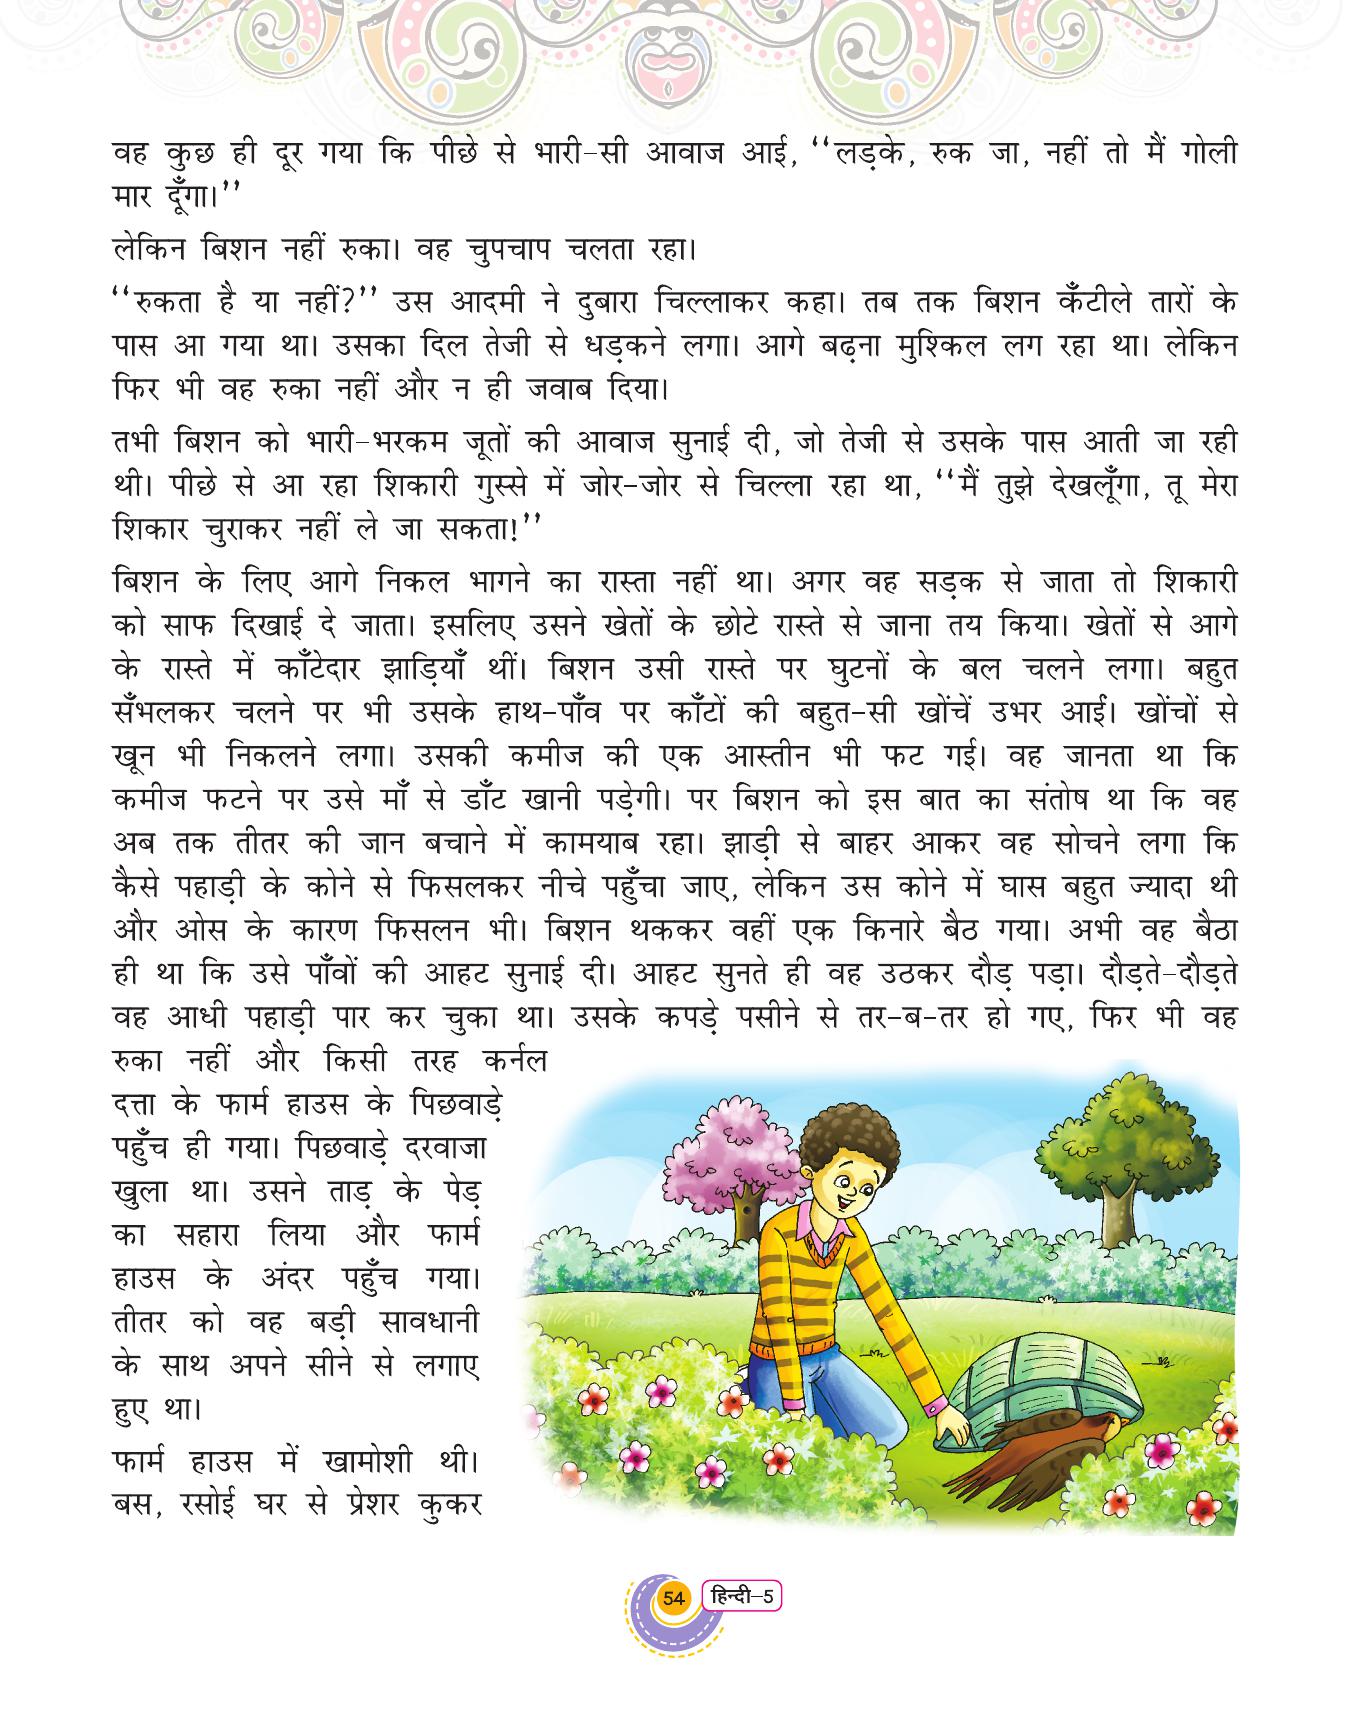 वह कुछ ही दूर गया कि पीछे से भारी-सी आवाज आई, ‘‘लड़के, रुक जा, नहीं तो मैं गोली
मार दूँगा।’’
लेकिन बिशन नहीं रुका। वह चुपचाप चलता रहा।
‘‘रुकता है या नहीं?’’ उस आदमी ने दुबारा चिल्लाकर कहा। तब तक बिशन कँटीले तारों के
पास आ गया था। उसका दिल तेजी से धड़कने लगा। आगे बढ़ना मुश्किल लग रहा था। लेकिन
फिर भी वह रुका नहीं और न ही जवाब दिया।
तभी बिशन को भारी-भरकम जूतों की आवाज सुनाई दी, जो तेजी से उसके पास आती जा रही
थी। पीछे से आ रहा शिकारी गुस्से में जोर-जोर से चिल्ला रहा था, ‘‘मैं तुझे देखलूँगा, तू मेरा
शिकार चुराकर नहीं ले जा सकता!’’
बिशन के लिए आगे निकल भागने का रास्ता नहीं था। अगर वह सड़क से जाता तो शिकारी
को साफ दिखाई दे जाता। इसलिए उसने खेतों के छोटे रास्ते से जाना तय किया। खेतों से आगे
के रास्ते में काँटेदार झाड़ियाँ थीं। बिशन उसी रास्ते पर घुटनों के बल चलने लगा। बहुत
सँभलकर चलने पर भी उसके हाथ-पाँव पर काँटों की बहुत-सी खोंचें उभर आईं। खोंचों से
खून भी निकलने लगा। उसकी कमीज की एक आस्तीन भी फट गई। वह जानता था कि
कमीज फटने पर उसे माँ से डाँट खानी पड़ेगी। पर बिशन को इस बात का संतोष था कि वह
अब तक तीतर की जान बचाने में कामयाब रहा। झाड़ी से बाहर आकर वह सोचने लगा कि
कैसे पहाड़ी के कोने से फिसलकर नीचे पहुँचा जाए, लेकिन उस कोने में घास बहुत ज्यादा थी
और ओस के कारण फिसलन भी। बिशन थककर वहीं एक किनारे बैठ गया। अभी वह बैठा
ही था कि उसे पाँवों की आहट सुनाई दी। आहट सुनते ही वह उठकर दौड़ पड़ा। दौड़ते-दौड़ते
वह आधी पहाड़ी पार कर चुका था। उसके कपड़े पसीने से तर-ब-तर हो गए, फिर भी वह
रुका नहीं और किसी तरह कर्नल
दत्ता के फार्म हाउस के पिछवाड़े
पहुँच ही गया। पिछवाड़े दरवाजा
खुला था। उसने ताड़ के पेड़
का सहारा लिया और फार्म
हाउस के अंदर पहुँच गया।
तीतर को वह बड़ी सावधानी
के साथ अपने सीने से लगाए
हुए था।
फार्म हाउस में खामोशी थी।
बस, रसोई घर से प्रेशर कुकर
54 हिन्दी-5